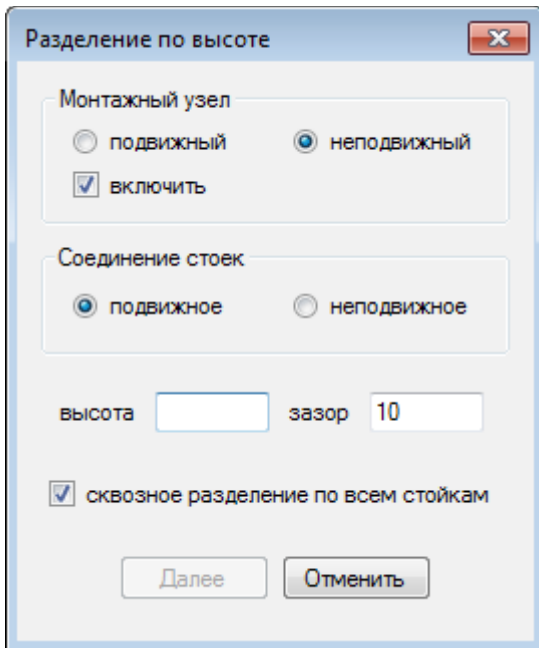 Разделение по высоте
Монтажный узел
подвижный неподвижный
включить
Соединение стоек
подвижное неподвижное
высота зазор 10
сквозное разделение по всем стойкам
Далее Отменить